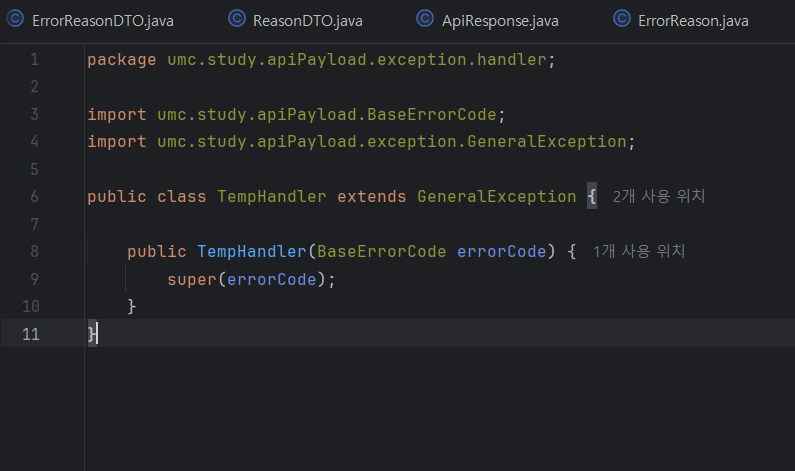 ErrorReasonDTO.java ReasonDTO.java ApiResponse.java ErrorReason.java
1 package umc.study.apiPayload.exception.handler;
2
3 import umc.study.apiPayload.BaseErrorCode;
4 import umc.study.apiPayload.exception.GeneralException;
5
6 public class TempHandler extends GeneralException { 2개 사용 위치
7
8 public TempHandler(BaseErrorCode errorCode) { 1개 사용 위치
9 super(errorCode);
10 }
11 }